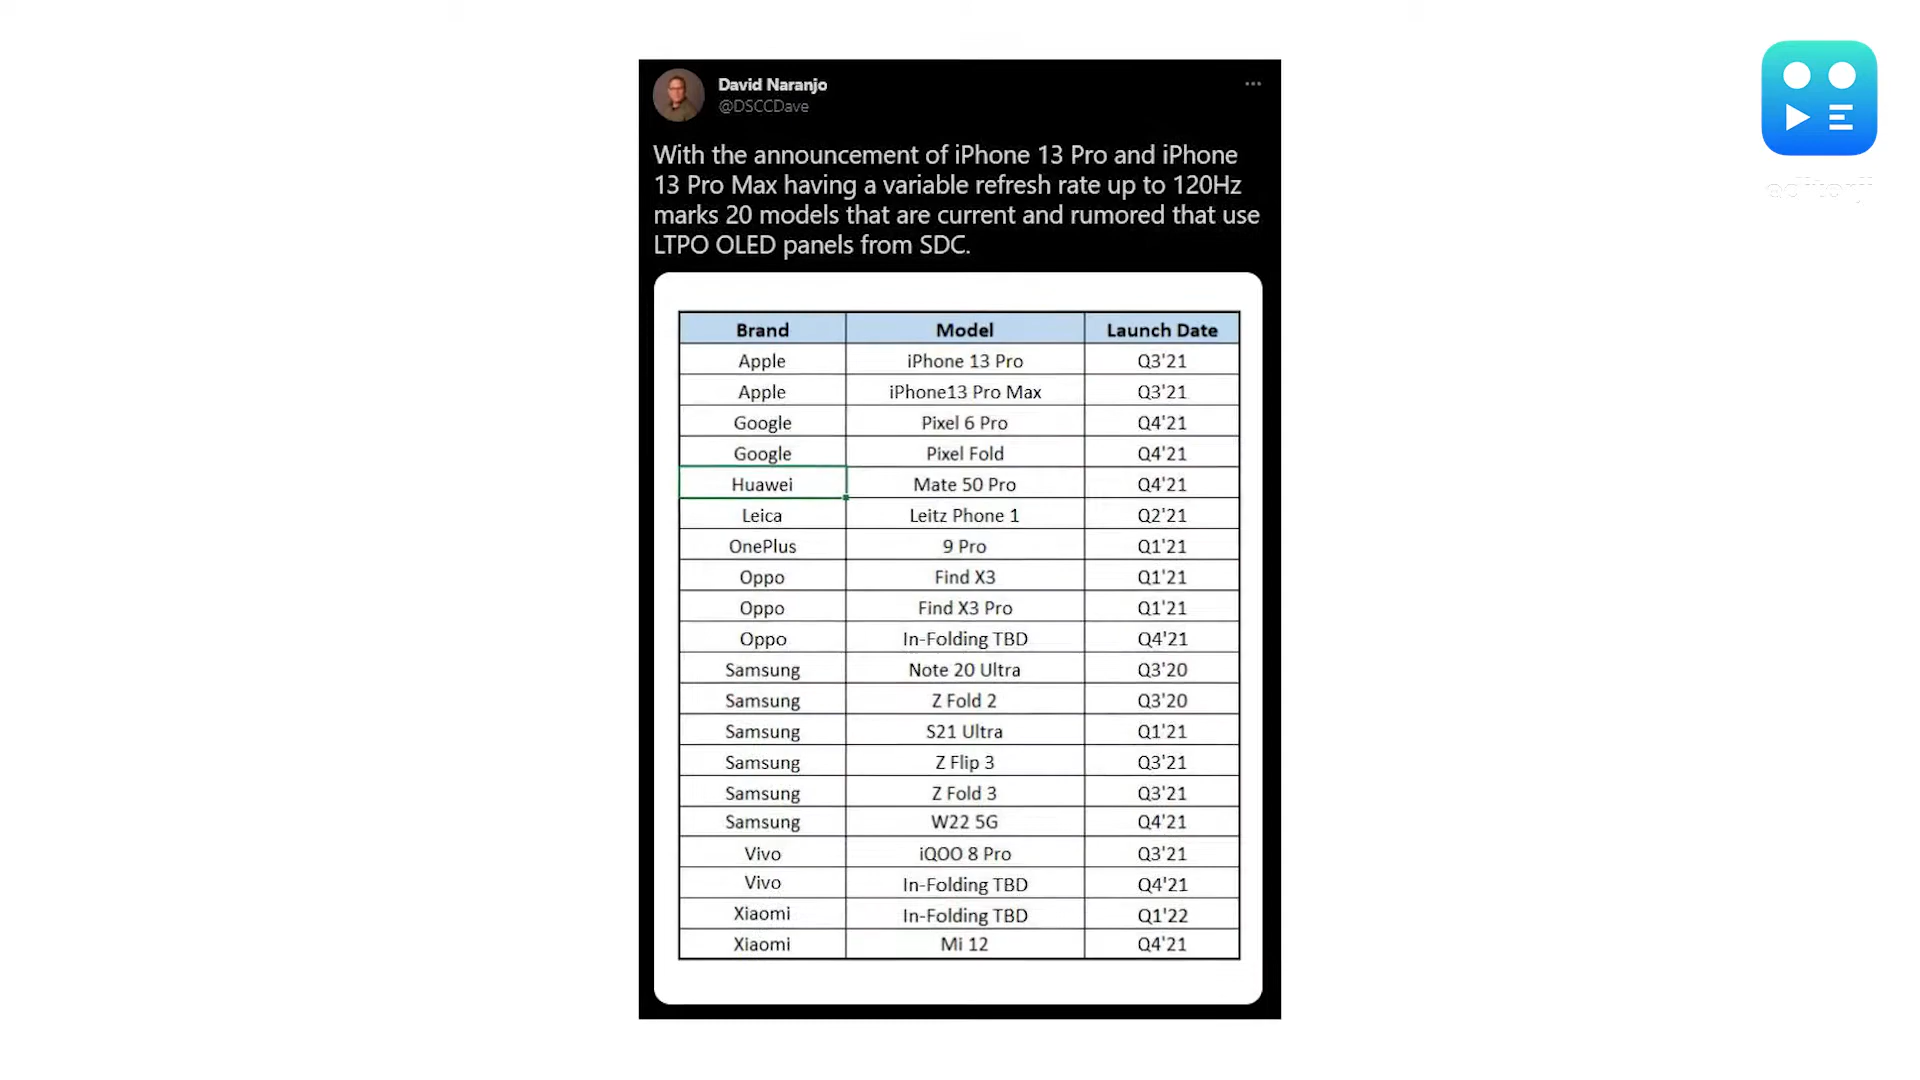 David Naranjo
@DSCCDave
With the announcement of iPhone 13 Pro and iPhone
13 Pro Max having a variable refresh rate up to 120Hz
marks 20 models that are current and rumored that use
LTPO OLED panels from SDC.
Brand Model Launch Date
Apple iPhone 13 Pro Q3'21
Apple iPhone13 Pro Max Q3'21
Google Pixel 6 Pro Q4'21
Google Pixel Fold Q4'21
Huawei Mate 50 Pro Q4'21
Leica Leitz Phone 1 Q2'21
OnePlus 9 Pro Q1'21
Oppo Find X3 Q1'21
Oppo Find X3 Pro Q1'21
Oppo In-Folding TBD Q4'21
Samsung Note 20 Ultra Q3'20
Samsung Z Fold 2 Q3'20
Samsung S21 Ultra Q1'21
Samsung Z Flip 3 Q3'21
Samsung Z Fold 3 Q3'21
Samsung W22 5G Q4'21
Vivo iQOO 8 Pro Q3'21
Vivo In-Folding TBD Q4'21
Xiaomi In-Folding TBD Q1'22
Xiaomi Mi 12 Q4'21
editorji